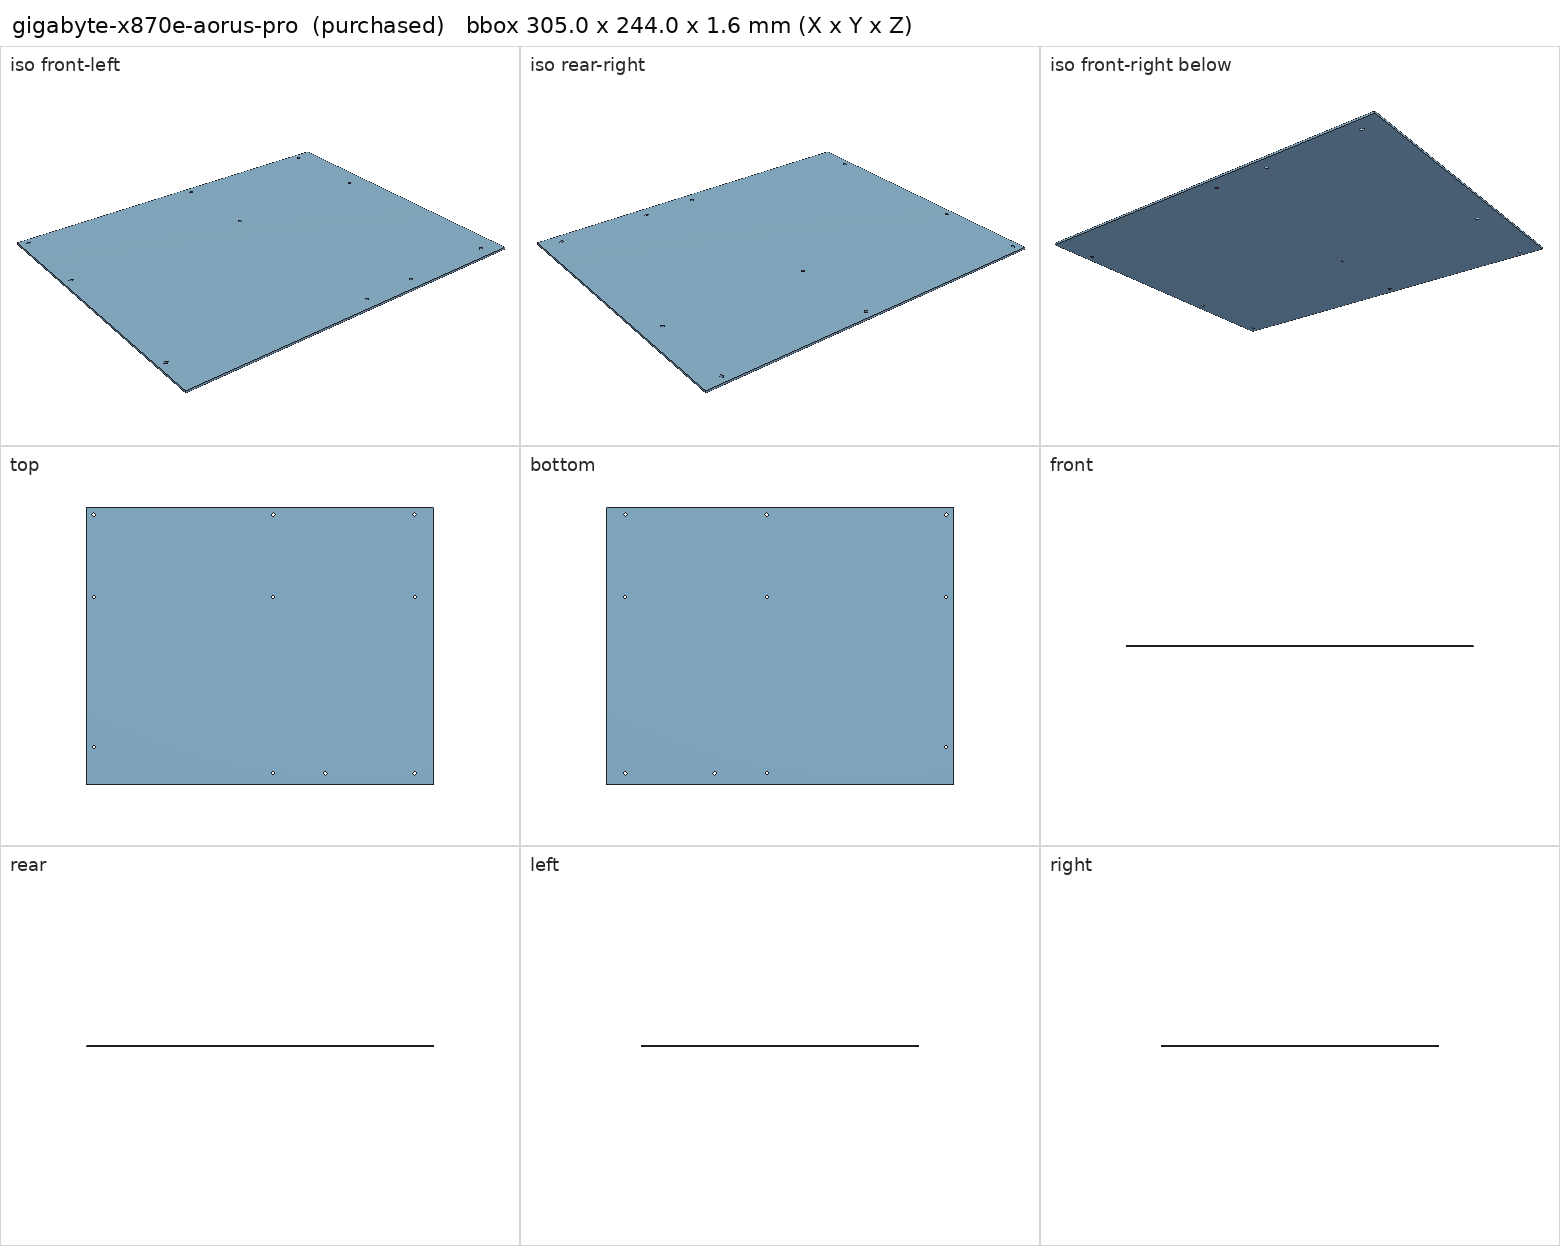 gigabyte-x870e-aorus-pro  (purchased)   bbox 305.0 x 244.0 x 1.6 mm (X x Y x Z)
iso front-left
iso rear-right
iso front-right below
top
bottom
front
rear
left
right